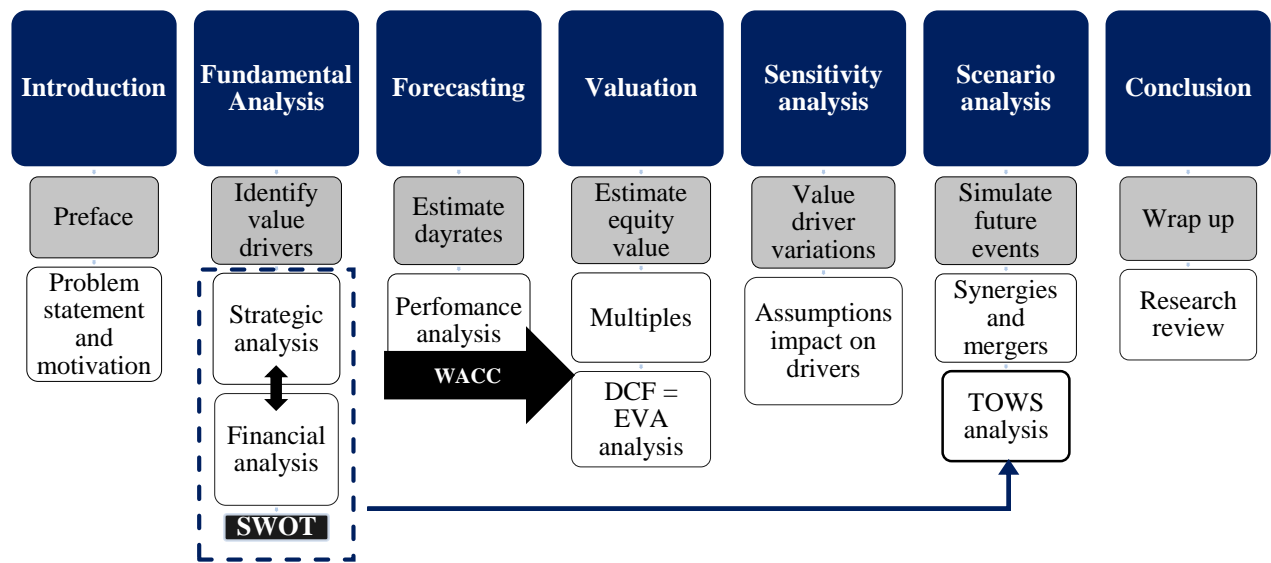 Introduction
Preface
Problem
statement
and
motivation
Fundamental
Analysis
Identify
value
drivers
Strategic
analysis
Financial
analysis
SWOT
Forecasting
Estimate
dayrates
Perfomance
analysis
WACC
Valuation
Estimate
equity
value
Multiples
DCF =
EVA
analysis
Sensitivity
analysis
Value
driver
variations
Assumptions
impact on
drivers
Scenario
analysis
Simulate
future
events
Synergies
and
mergers
TOWS
analysis
Conclusion
Wrap up
Research
review